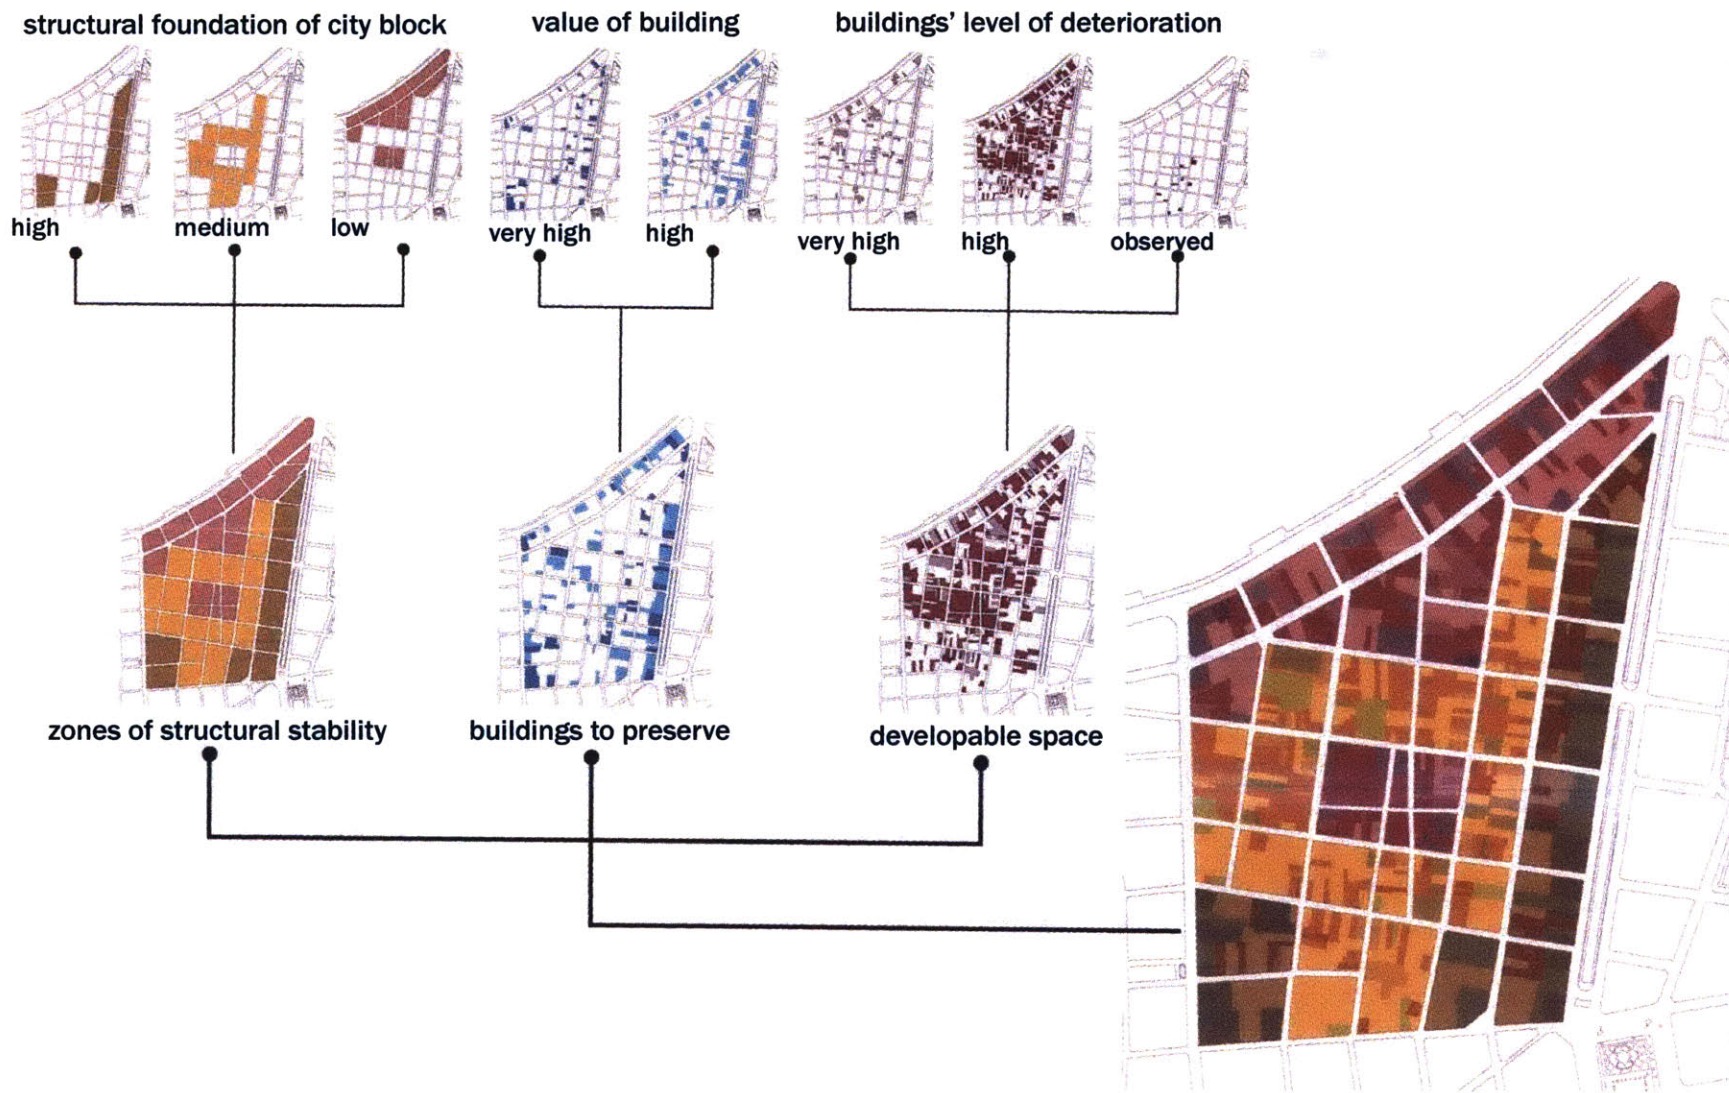 structural foundation of city block
value of building
buildings' level of deterioration
high
medium
low
very high
high
very high
high
observed
zones of structural stability
buildings to preserve
developable space